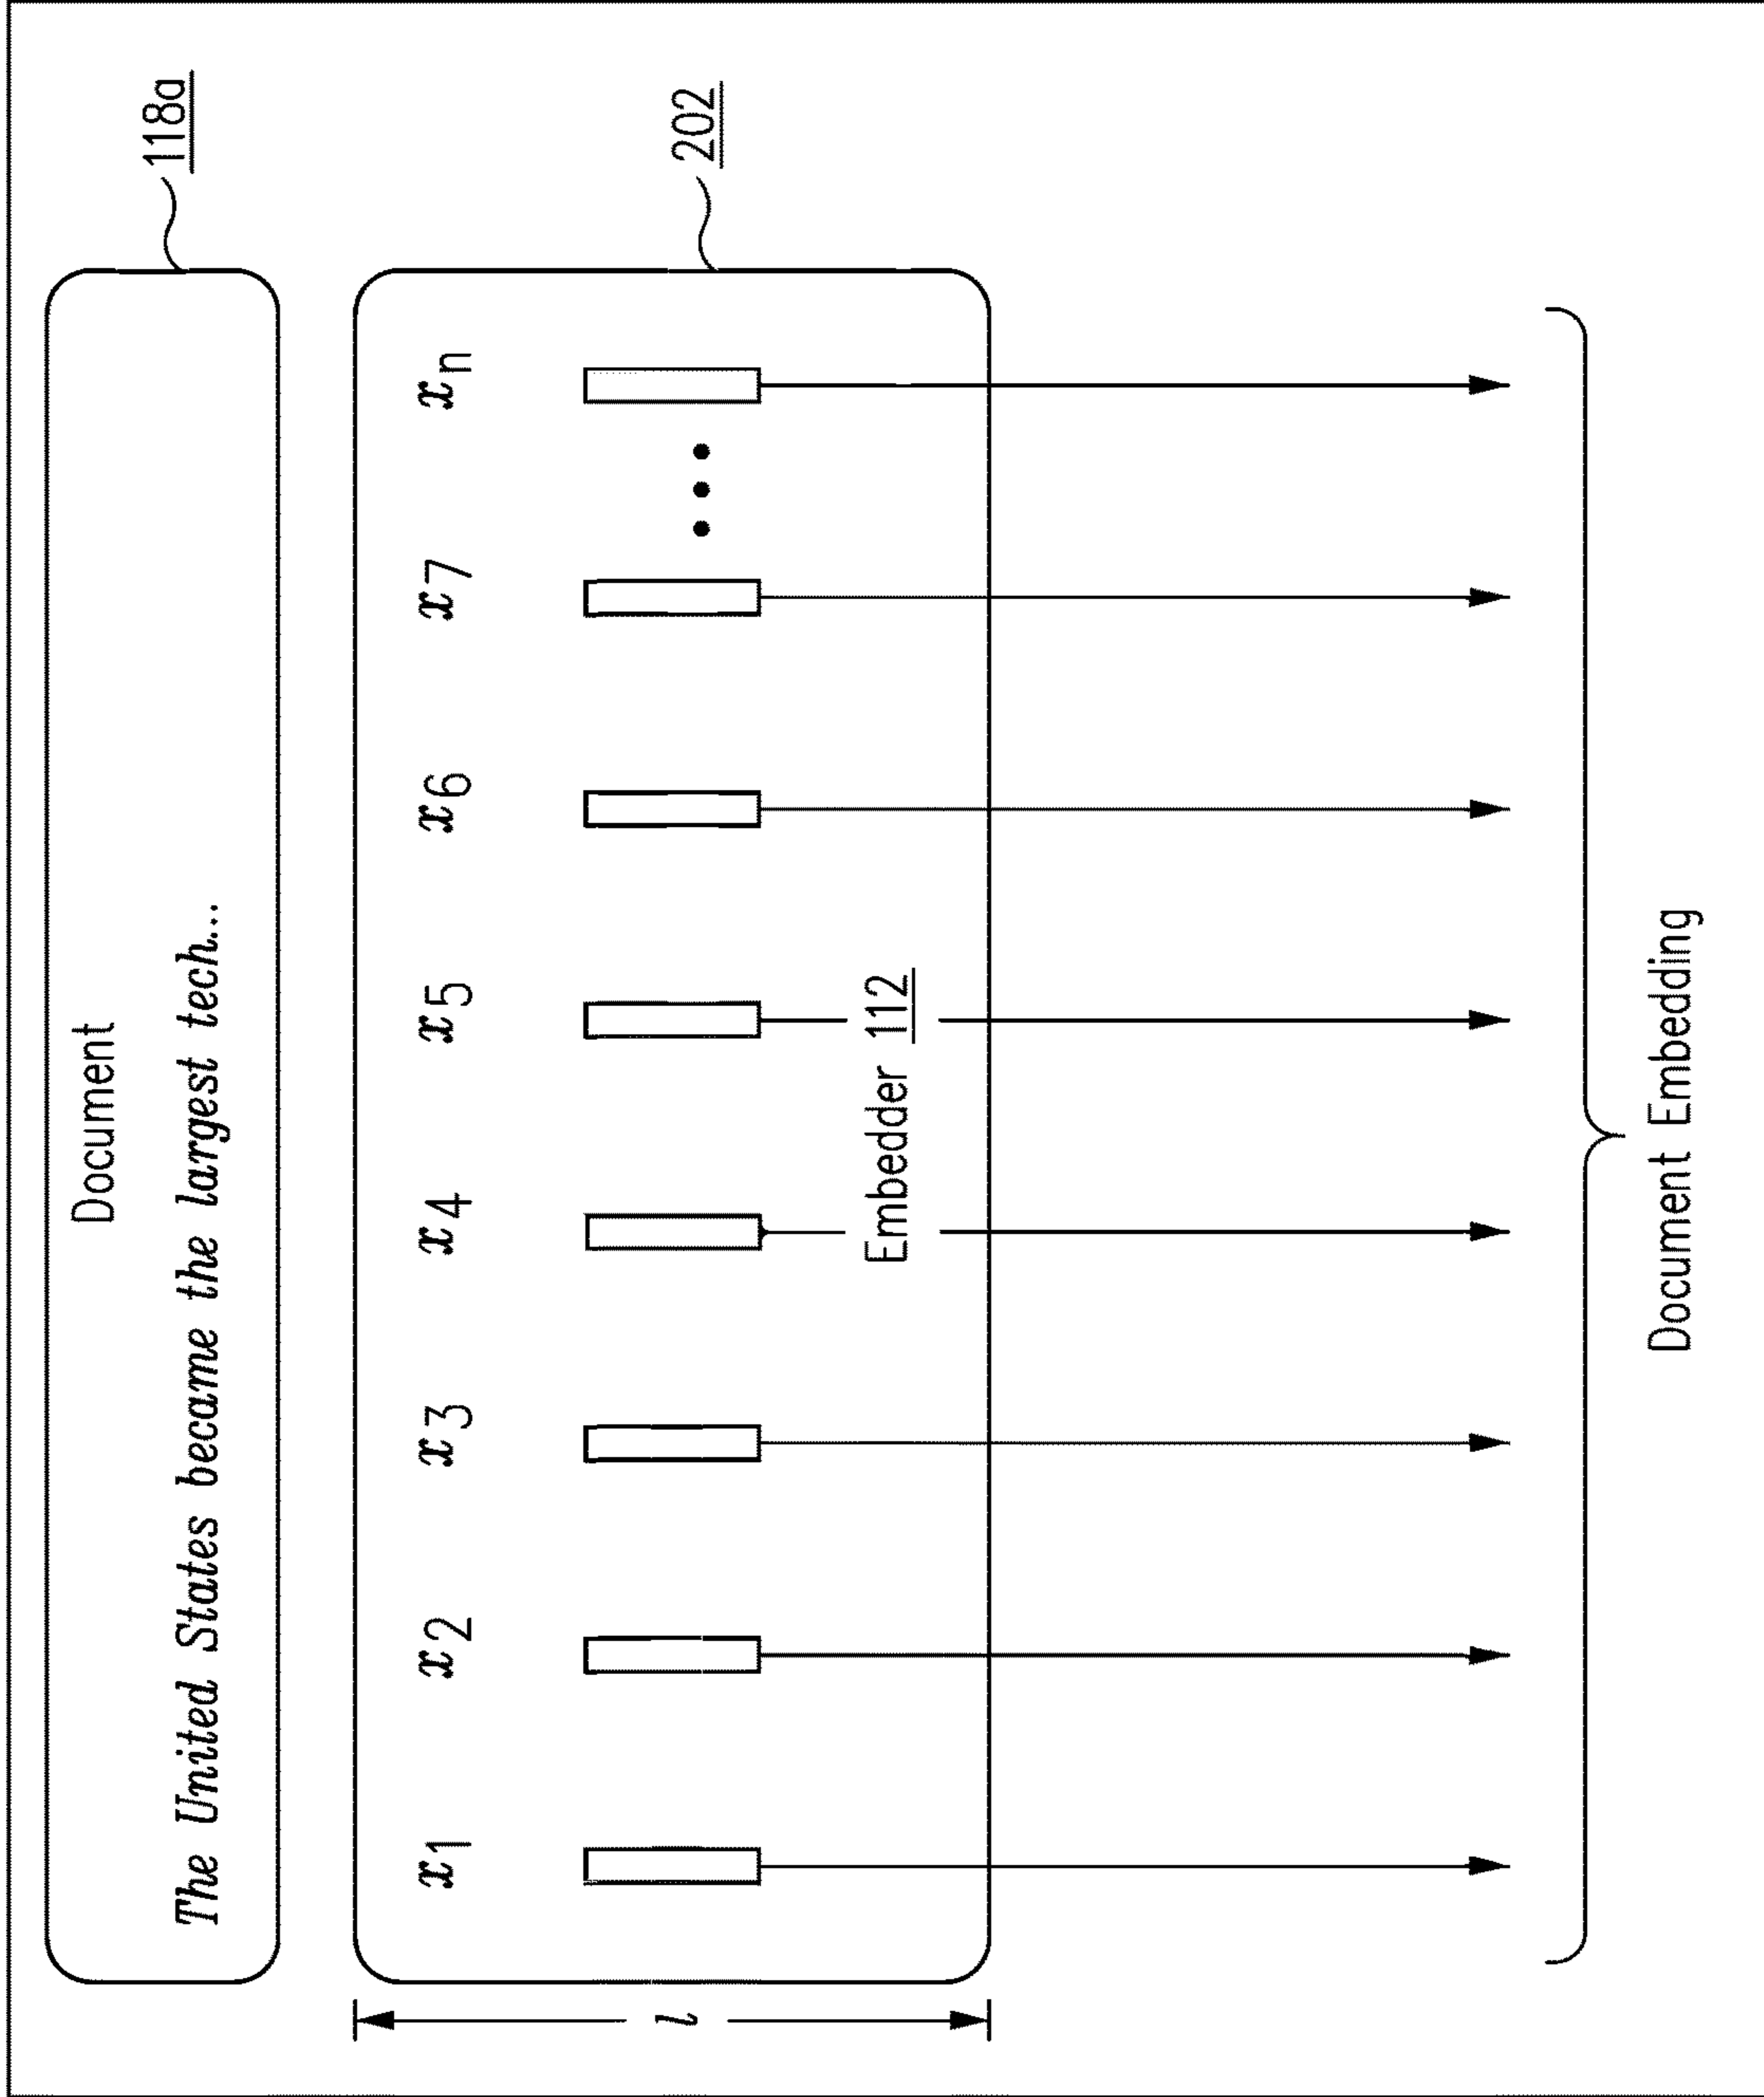 Document
118a
The United States became the largest tech...
x1 x2 x3 x4 x5 x6 x7 xn
202
l
Embedder 112
Document Embedding